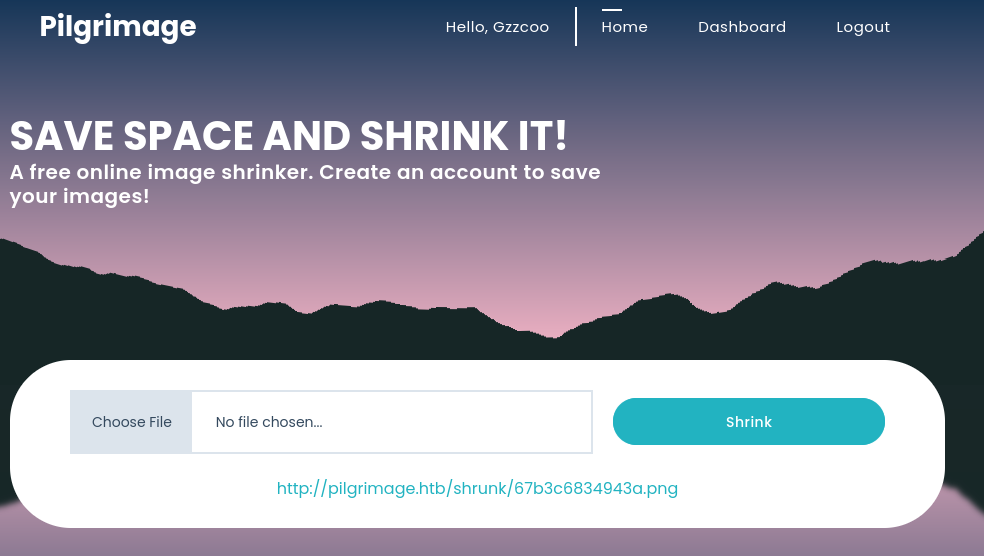 Pilgrimage
Hello, Gzzcoo
Home
Dashboard
Logout
SAVE SPACE AND SHRINK IT!
A free online image shrinker. Create an account to save
your images!
Choose File
No file chosen...
Shrink
http://pilgrimage.htb/shrunk/67b3c6834943a.png